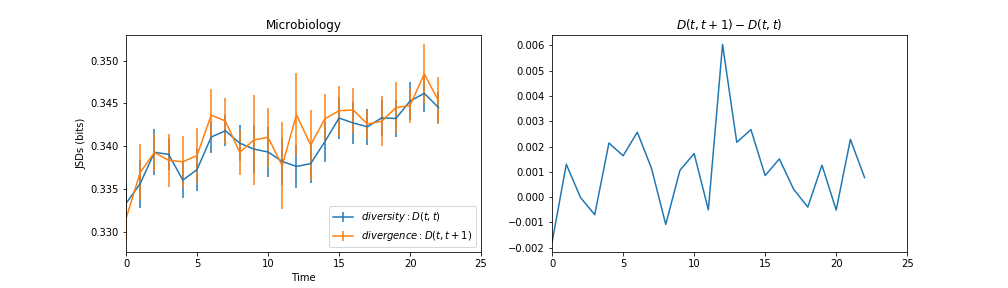 Microbiology
JSDs (bits)
0.350
0.345
0.340
0.335
0.330
0 5 10 15 20 25
Time
diversity: D(t, t)
divergence: D(t, t + 1)
D(t, t + 1) − D(t, t)
0.006
0.005
0.004
0.003
0.002
0.001
0.000
−0.001
−0.002
0 5 10 15 20 25